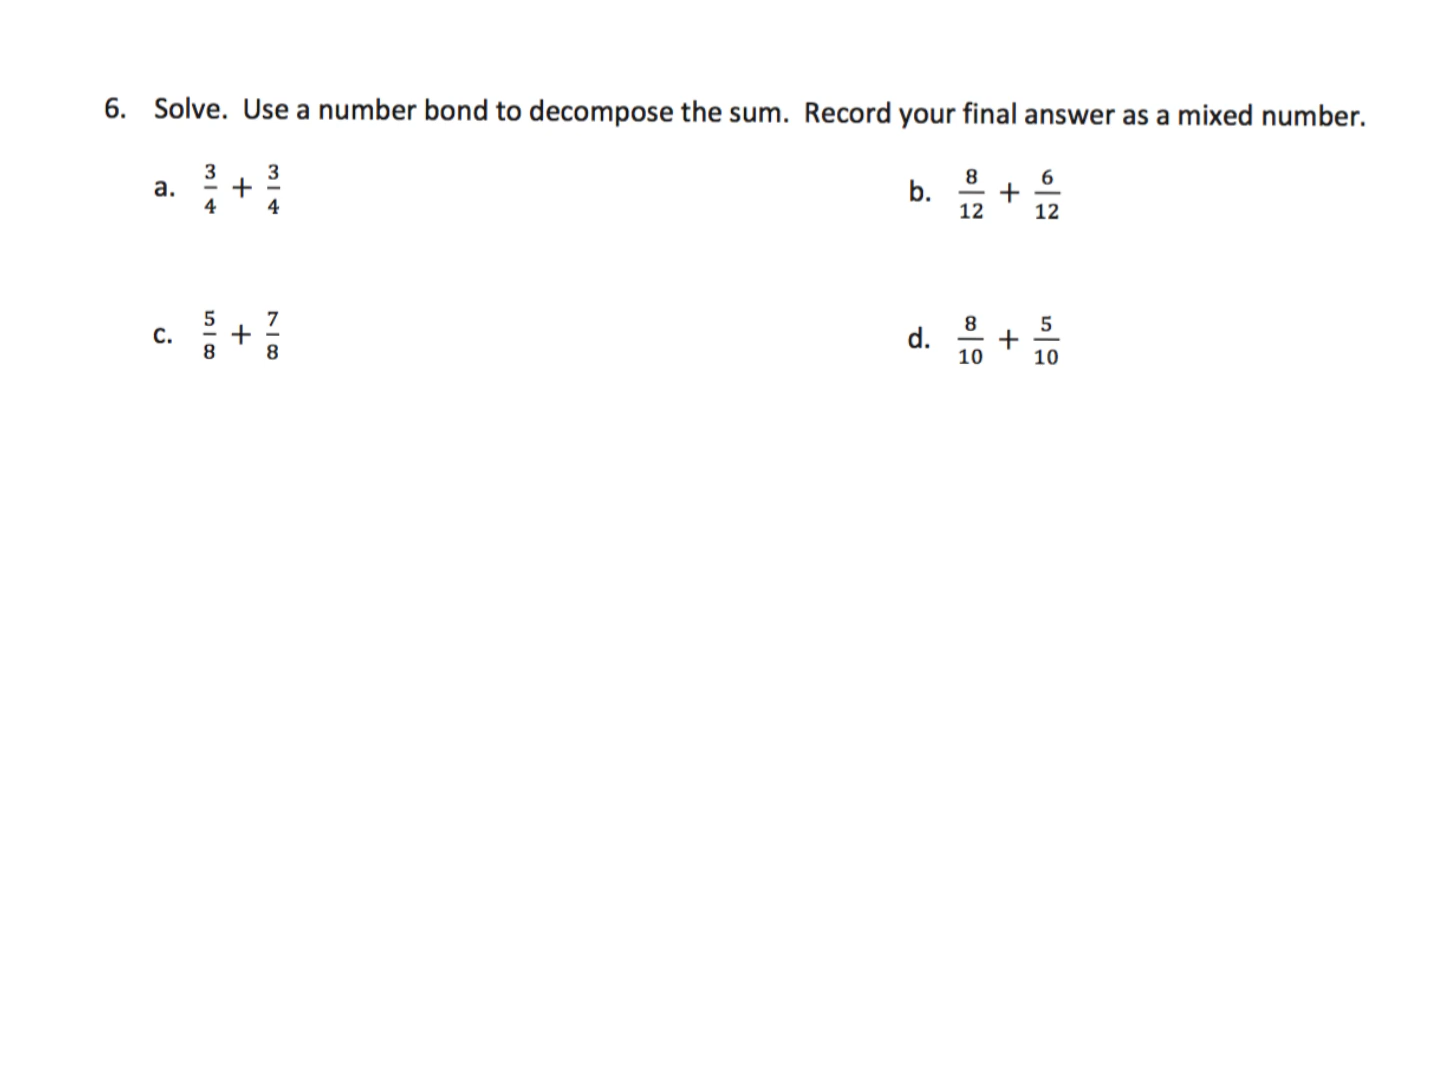 6. Solve. Use a number bond to decompose the sum. Record your final answer as a mixed number.
a. 3/4 + 3/4
b. 8/12 + 6/12
c. 5/8 + 7/8
d. 8/10 + 5/10